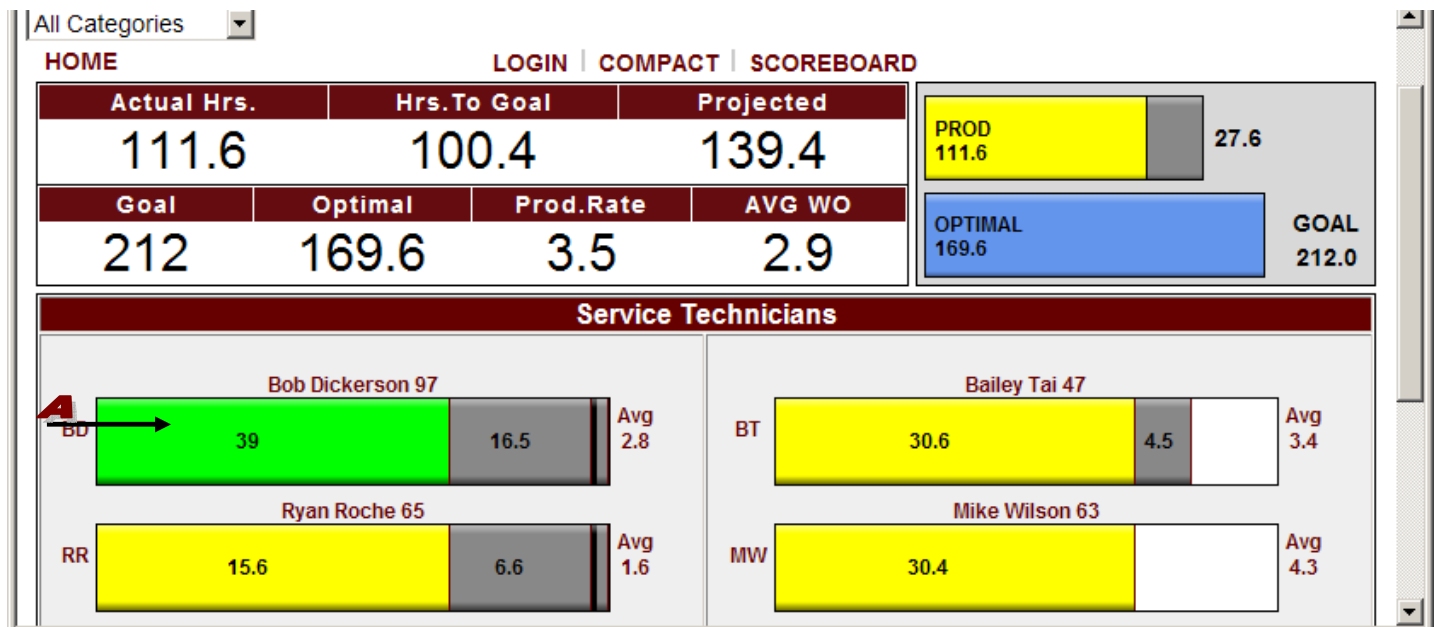 All Categories
HOME
LOGIN | COMPACT | SCOREBOARD
Actual Hrs. Hrs.To Goal Projected
111.6 100.4 139.4
Goal Optimal Prod.Rate AVG WO
212 169.6 3.5 2.9
PROD
111.6
27.6
OPTIMAL
169.6
GOAL
212.0
Service Technicians
Bob Dickerson 97
A
BD 39 16.5 Avg
2.8
Bailey Tai 47
BT 30.6 4.5 Avg
3.4
Ryan Roche 65
RR 15.6 6.6 Avg
1.6
Mike Wilson 63
MW 30.4 Avg
4.3